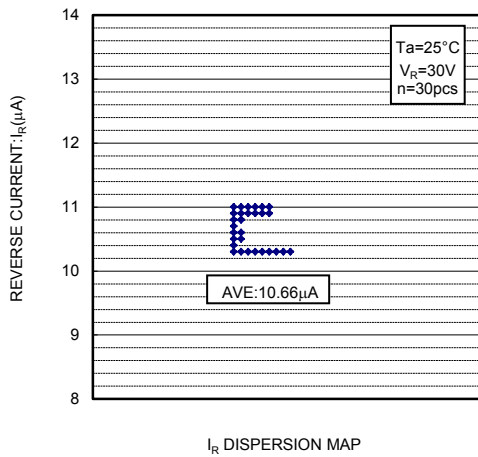 14
13
12
11
10
9
8
REVERSE CURRENT:I_R(μA)
Ta=25°C
V_R=30V
n=30pcs
AVE:10.66μA
I_R DISPERSION MAP